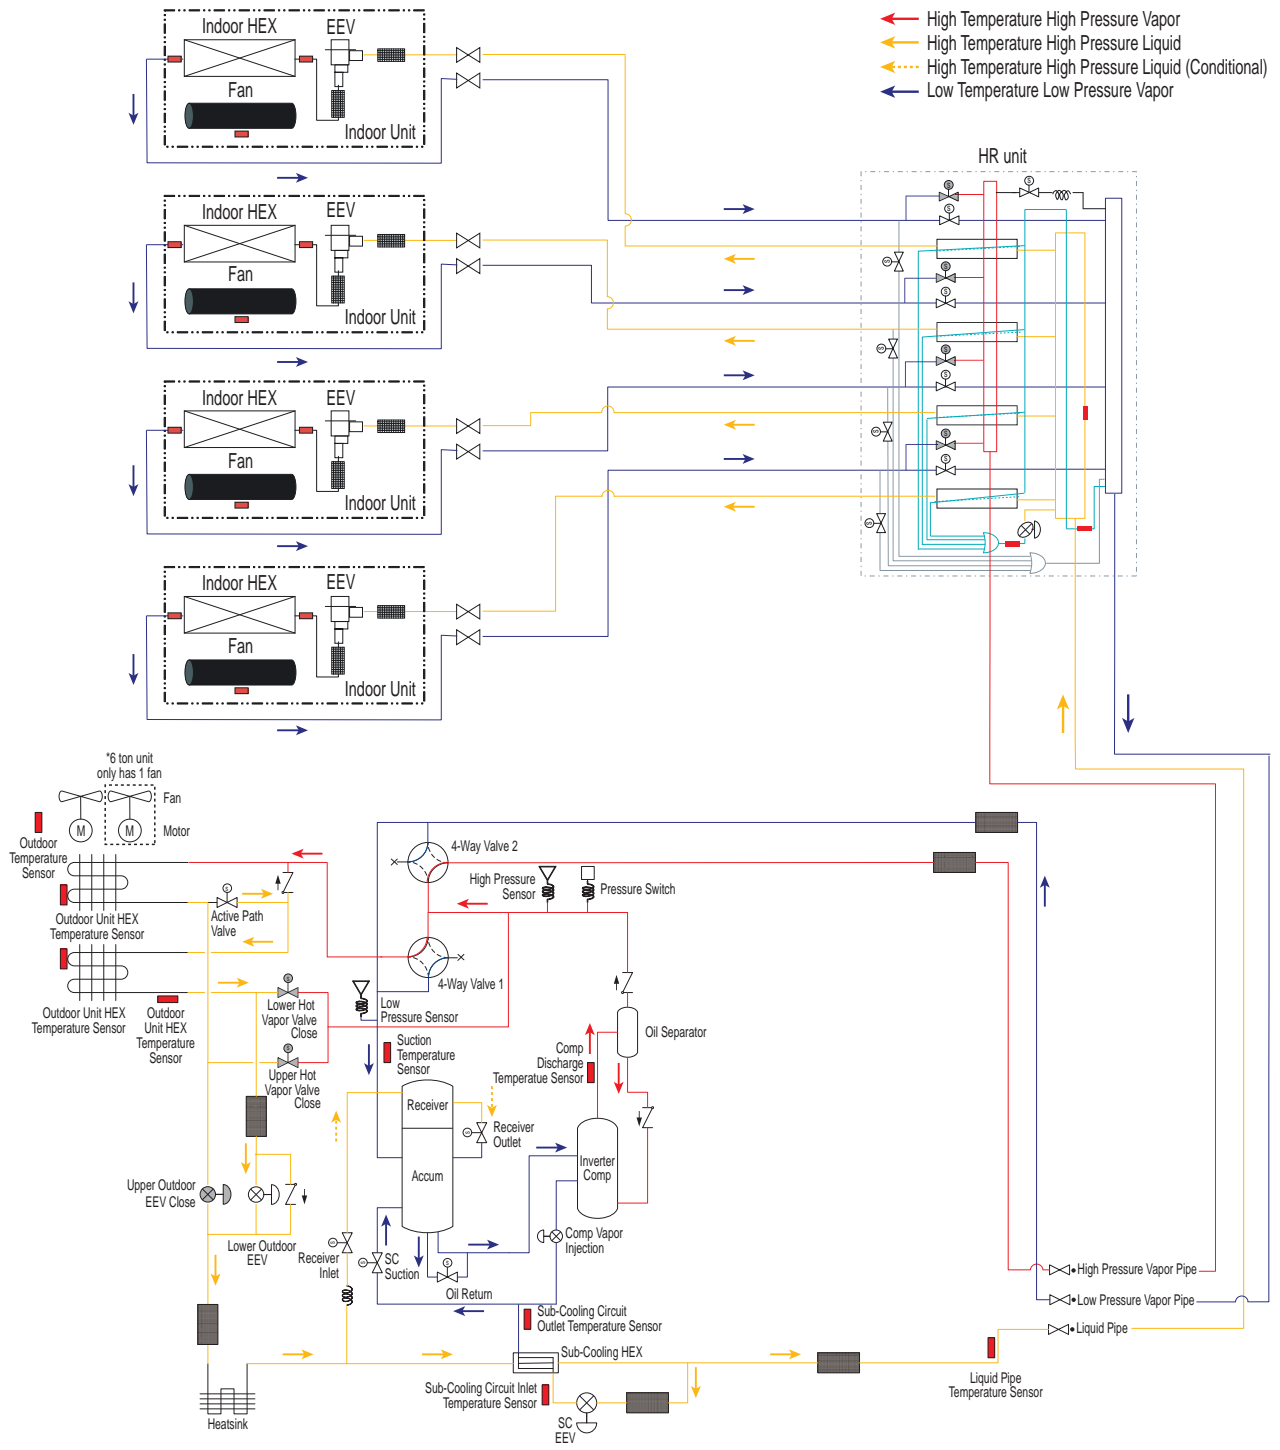 High Temperature High Pressure Vapor
High Temperature High Pressure Liquid
High Temperature High Pressure Liquid (Conditional)
Low Temperature Low Pressure Vapor
Indoor HEX
EEV
Fan
Indoor Unit
Indoor HEX
EEV
Fan
Indoor Unit
Indoor HEX
EEV
Fan
Indoor Unit
Indoor HEX
EEV
Fan
Indoor Unit
HR unit
S
S
S
S
S
S
S
S
S
S
S
S
S
*6 ton unit
only has 1 fan
Fan
M
M
Motor
Outdoor
Temperature
Sensor
Outdoor Unit HEX
Temperature Sensor
S
Active Path
Valve
Outdoor Unit HEX
Temperature Sensor
Outdoor
Unit HEX
Temperature
Sensor
S
Lower Hot
Vapor Valve
Close
S
Upper Hot
Vapor Valve
Close
4-Way Valve 2
High Pressure
Sensor
Pressure Switch
4-Way Valve 1
Low
Pressure Sensor
Suction
Temperature
Sensor
Comp
Discharge
Temperatue Sensor
Oil Separator
Receiver
S
Receiver
Outlet
Accum
Inverter
Comp
Upper Outdoor
EEV Close
Lower Outdoor
EEV
S
Receiver
Inlet
S
SC
Suction
S
Oil Return
Comp Vapor
Injection
Sub-Cooling Circuit
Outlet Temperature Sensor
Sub-Cooling HEX
Sub-Cooling Circuit Inlet
Temperature Sensor
SC
EEV
Heatsink
High Pressure Vapor Pipe
Low Pressure Vapor Pipe
Liquid Pipe
Liquid Pipe
Temperature Sensor